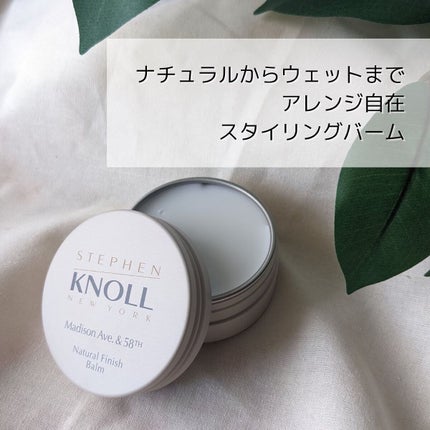 ナチュラルからウェットまで
アレンジ自在
スタイリングバーム
STEPHEN
KNOLL
NEW YORK
Madison Ave. & 58TH
Natural Finish
Balm